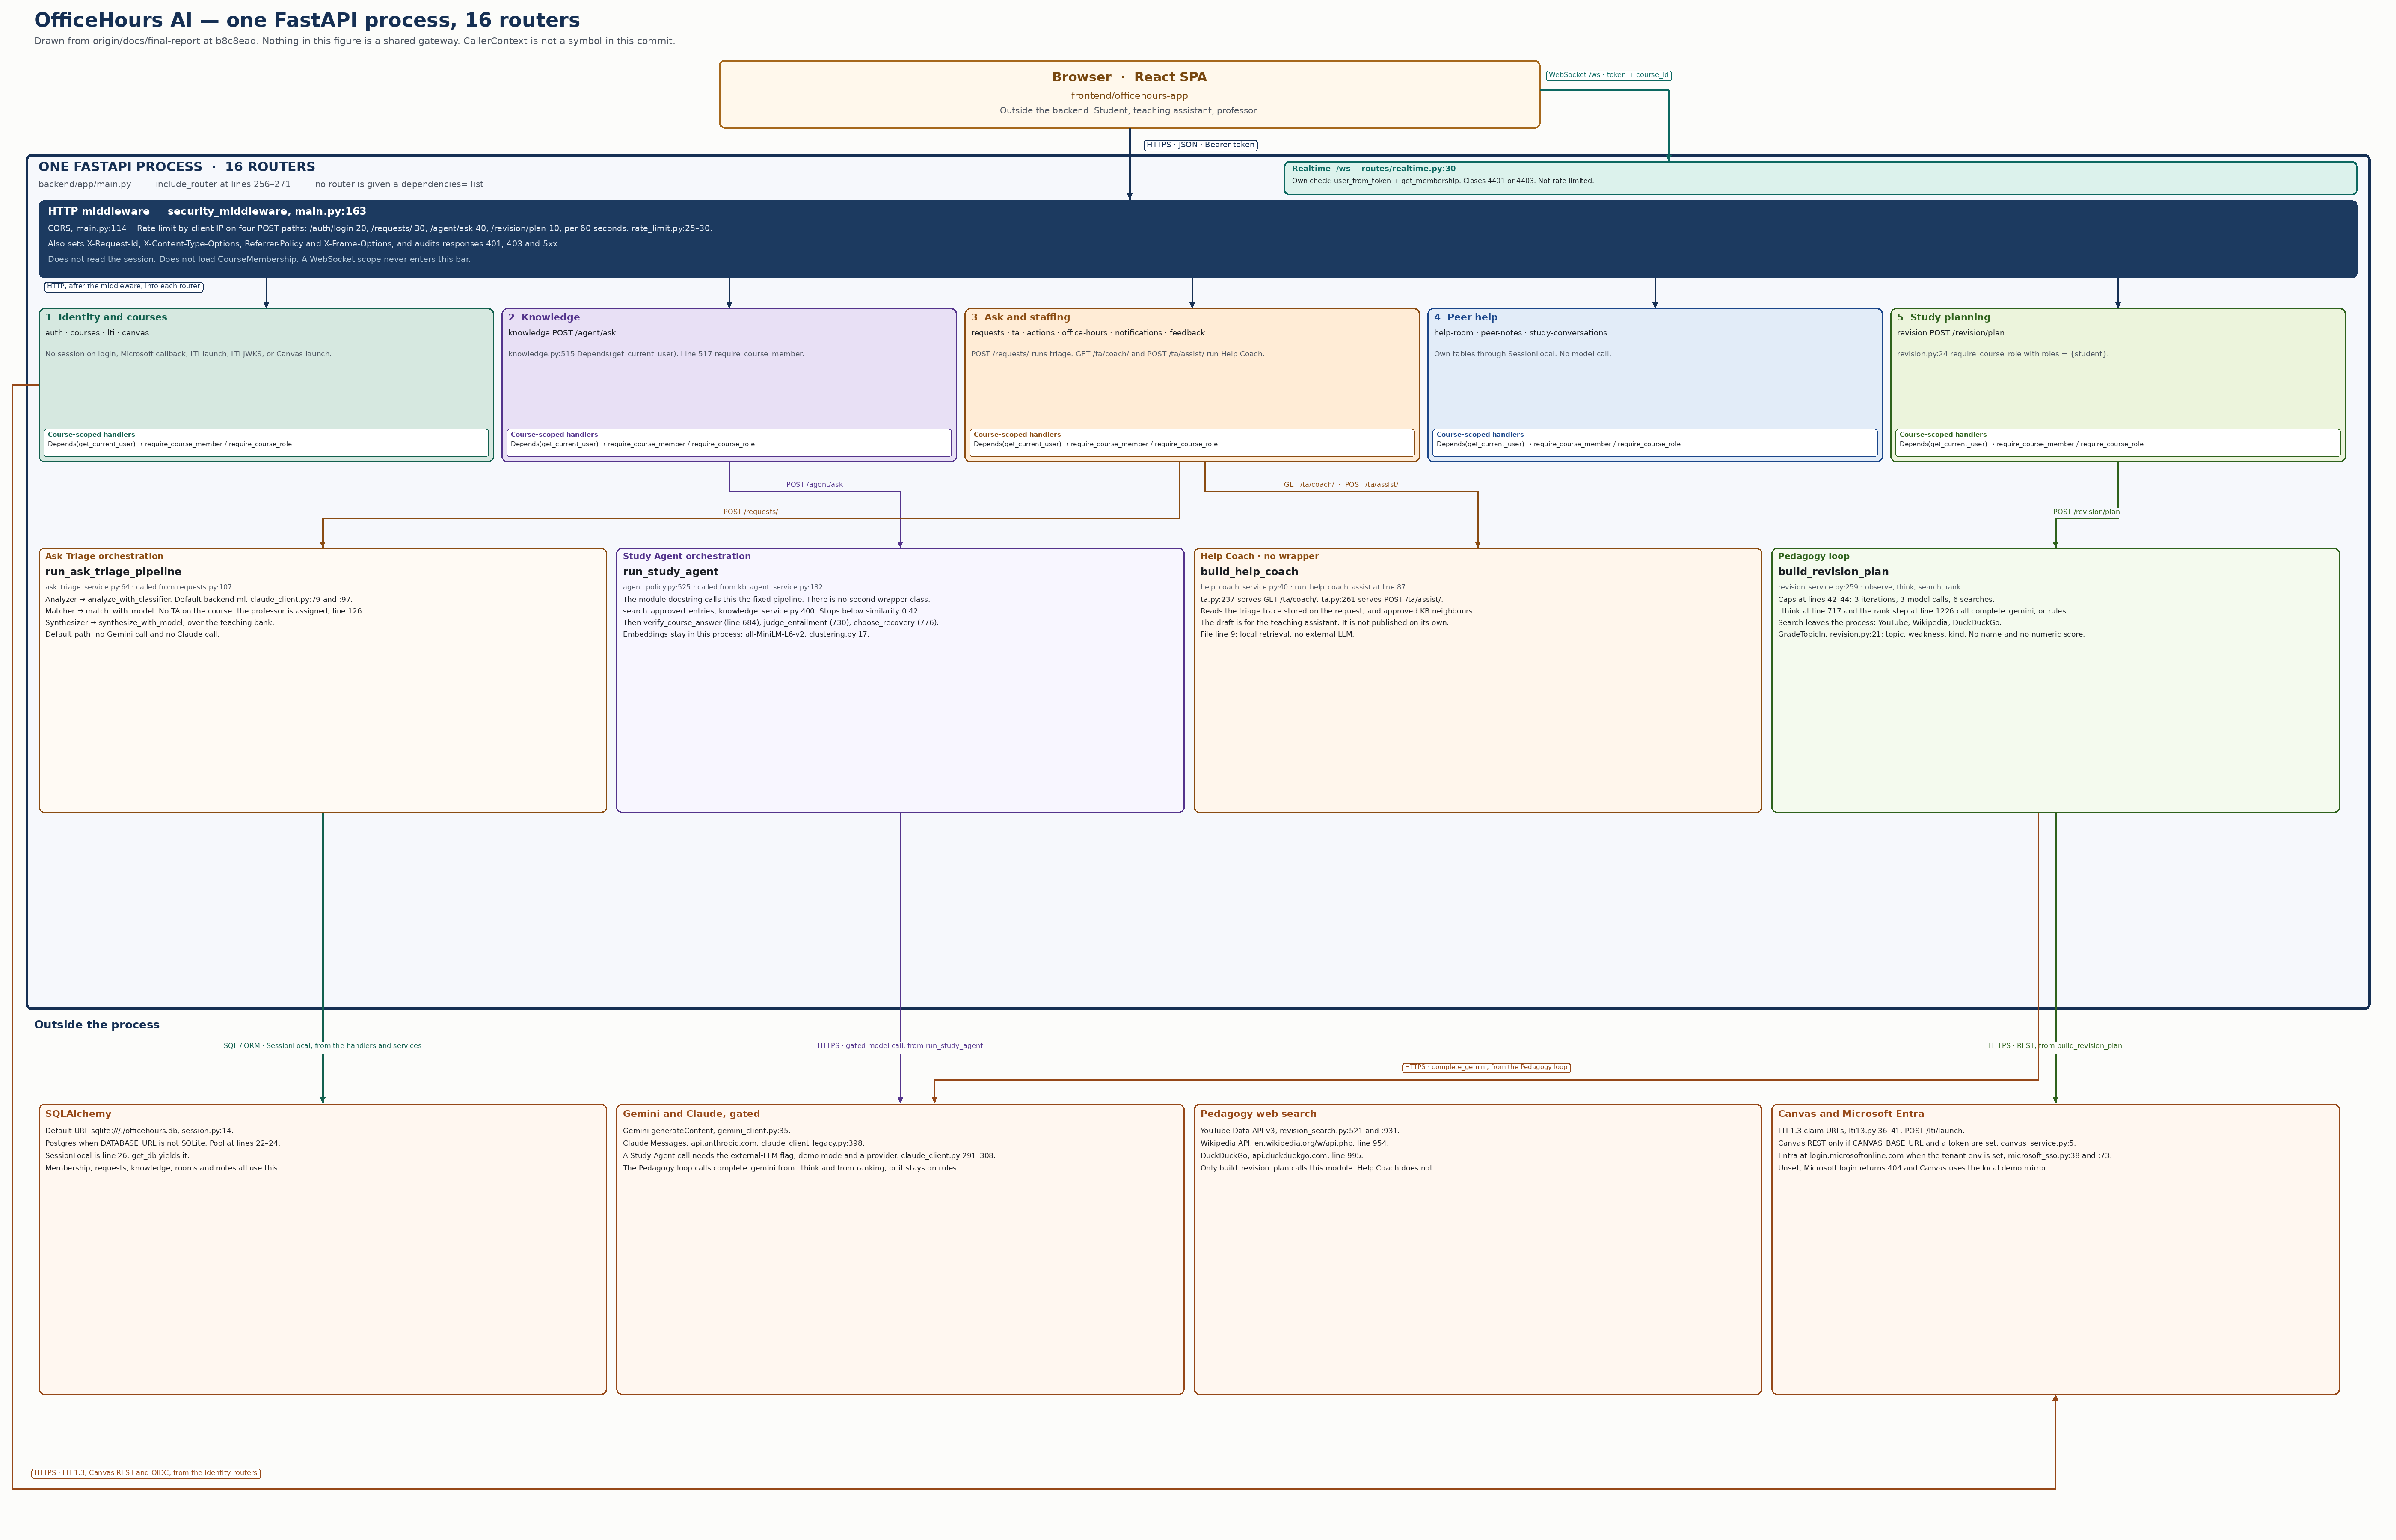 OfficeHours AI — one FastAPI process, 16 routers
Drawn from origin/docs/final-report at b8c8ead. Nothing in this figure is a shared gateway. CallerContext is not a symbol in this commit.
Browser · React SPA
frontend/officehours-app
Outside the backend. Student, teaching assistant, professor.
WebSocket /ws · token + course_id
HTTPS · JSON · Bearer token
ONE FASTAPI PROCESS · 16 ROUTERS
backend/app/main.py · include_router at lines 256–271 · no router is given a dependencies= list
Realtime /ws routes/realtime.py:30
Own check: user_from_token + get_membership. Closes 4401 or 4403. Not rate limited.
HTTP middleware security_middleware, main.py:163
CORS, main.py:114. Rate limit by client IP on four POST paths: /auth/login 20, /requests/ 30, /agent/ask 40, /revision/plan 10, per 60 seconds. rate_limit.py:25–30.
Also sets X-Request-Id, X-Content-Type-Options, Referrer-Policy and X-Frame-Options, and audits responses 401, 403 and 5xx.
Does not read the session. Does not load CourseMembership. A WebSocket scope never enters this bar.
HTTP, after the middleware, into each router
1 Identity and courses
auth · courses · lti · canvas
No session on login, Microsoft callback, LTI launch, LTI JWKS, or Canvas launch.
Course-scoped handlers
Depends(get_current_user) → require_course_member / require_course_role
2 Knowledge
knowledge POST /agent/ask
knowledge.py:515 Depends(get_current_user). Line 517 require_course_member.
Course-scoped handlers
Depends(get_current_user) → require_course_member / require_course_role
3 Ask and staffing
requests · ta · actions · office-hours · notifications · feedback
POST /requests/ runs triage. GET /ta/coach/ and POST /ta/assist/ run Help Coach.
Course-scoped handlers
Depends(get_current_user) → require_course_member / require_course_role
4 Peer help
help-room · peer-notes · study-conversations
Own tables through SessionLocal. No model call.
Course-scoped handlers
Depends(get_current_user) → require_course_member / require_course_role
5 Study planning
revision POST /revision/plan
revision.py:24 require_course_role with roles = {student}.
Course-scoped handlers
Depends(get_current_user) → require_course_member / require_course_role
POST /agent/ask
GET /ta/coach/ · POST /ta/assist/
POST /requests/
POST /revision/plan
Ask Triage orchestration
run_ask_triage_pipeline
ask_triage_service.py:64 · called from requests.py:107
Analyzer → analyze_with_classifier. Default backend ml. claude_client.py:79 and :97.
Matcher → match_with_model. No TA on the course: the professor is assigned, line 126.
Synthesizer → synthesize_with_model, over the teaching bank.
Default path: no Gemini call and no Claude call.
Study Agent orchestration
run_study_agent
agent_policy.py:525 · called from kb_agent_service.py:182
The module docstring calls this the fixed pipeline. There is no second wrapper class.
search_approved_entries, knowledge_service.py:400. Stops below similarity 0.42.
Then verify_course_answer (line 684), judge_entailment (730), choose_recovery (776).
Embeddings stay in this process: all-MiniLM-L6-v2, clustering.py:17.
Help Coach · no wrapper
build_help_coach
help_coach_service.py:40 · run_help_coach_assist at line 87
ta.py:237 serves GET /ta/coach/. ta.py:261 serves POST /ta/assist/.
Reads the triage trace stored on the request, and approved KB neighbours.
The draft is for the teaching assistant. It is not published on its own.
File line 9: local retrieval, no external LLM.
Pedagogy loop
build_revision_plan
revision_service.py:259 · observe, think, search, rank
Caps at lines 42–44: 3 iterations, 3 model calls, 6 searches.
_think at line 717 and the rank step at line 1226 call complete_gemini, or rules.
Search leaves the process: YouTube, Wikipedia, DuckDuckGo.
GradeTopicIn, revision.py:21: topic, weakness, kind. No name and no numeric score.
Outside the process
SQL / ORM · SessionLocal, from the handlers and services
HTTPS · gated model call, from run_study_agent
HTTPS · REST, from build_revision_plan
HTTPS · complete_gemini, from the Pedagogy loop
SQLAlchemy
Default URL sqlite:///./officehours.db, session.py:14.
Postgres when DATABASE_URL is not SQLite. Pool at lines 22–24.
SessionLocal is line 26. get_db yields it.
Membership, requests, knowledge, rooms and notes all use this.
Gemini and Claude, gated
Gemini generateContent, gemini_client.py:35.
Claude Messages, api.anthropic.com, claude_client_legacy.py:398.
A Study Agent call needs the external-LLM flag, demo mode and a provider. claude_client.py:291–308.
The Pedagogy loop calls complete_gemini from _think and from ranking, or it stays on rules.
Pedagogy web search
YouTube Data API v3, revision_search.py:521 and :931.
Wikipedia API, en.wikipedia.org/w/api.php, line 954.
DuckDuckGo, api.duckduckgo.com, line 995.
Only build_revision_plan calls this module. Help Coach does not.
Canvas and Microsoft Entra
LTI 1.3 claim URLs, lti13.py:36–41. POST /lti/launch.
Canvas REST only if CANVAS_BASE_URL and a token are set, canvas_service.py:5.
Entra at login.microsoftonline.com when the tenant env is set, microsoft_sso.py:38 and :73.
Unset, Microsoft login returns 404 and Canvas uses the local demo mirror.
HTTPS · LTI 1.3, Canvas REST and OIDC, from the identity routers